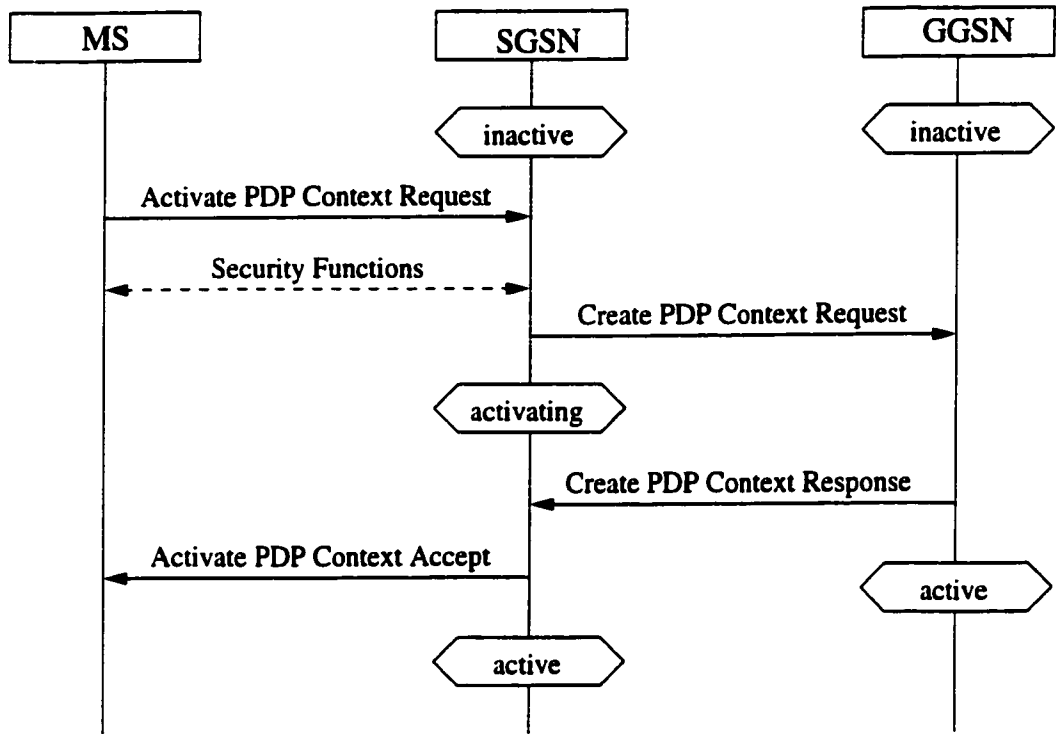 MS
SGSN
GGSN
inactive
inactive
Activate PDP Context Request
Security Functions
Create PDP Context Request
activating
Create PDP Context Response
Activate PDP Context Accept
active
active